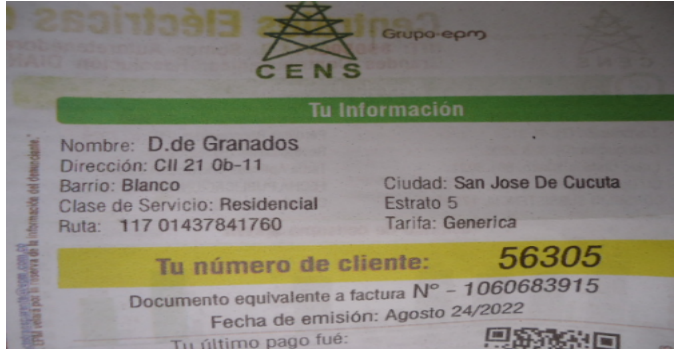 Grupo·epm
CENS
Tu Información
Nombre: D.de Granados
Dirección: Cll 21 0b-11
Barrio: Blanco
Ciudad: San Jose De Cucuta
Clase de Servicio: Residencial
Estrato 5
Ruta: 117 01437841760
Tarifa: Generica
Tu número de cliente: 56305
Documento equivalente a factura Nº - 1060683915
Fecha de emisión: Agosto 24/2022
Tu último pago fué: